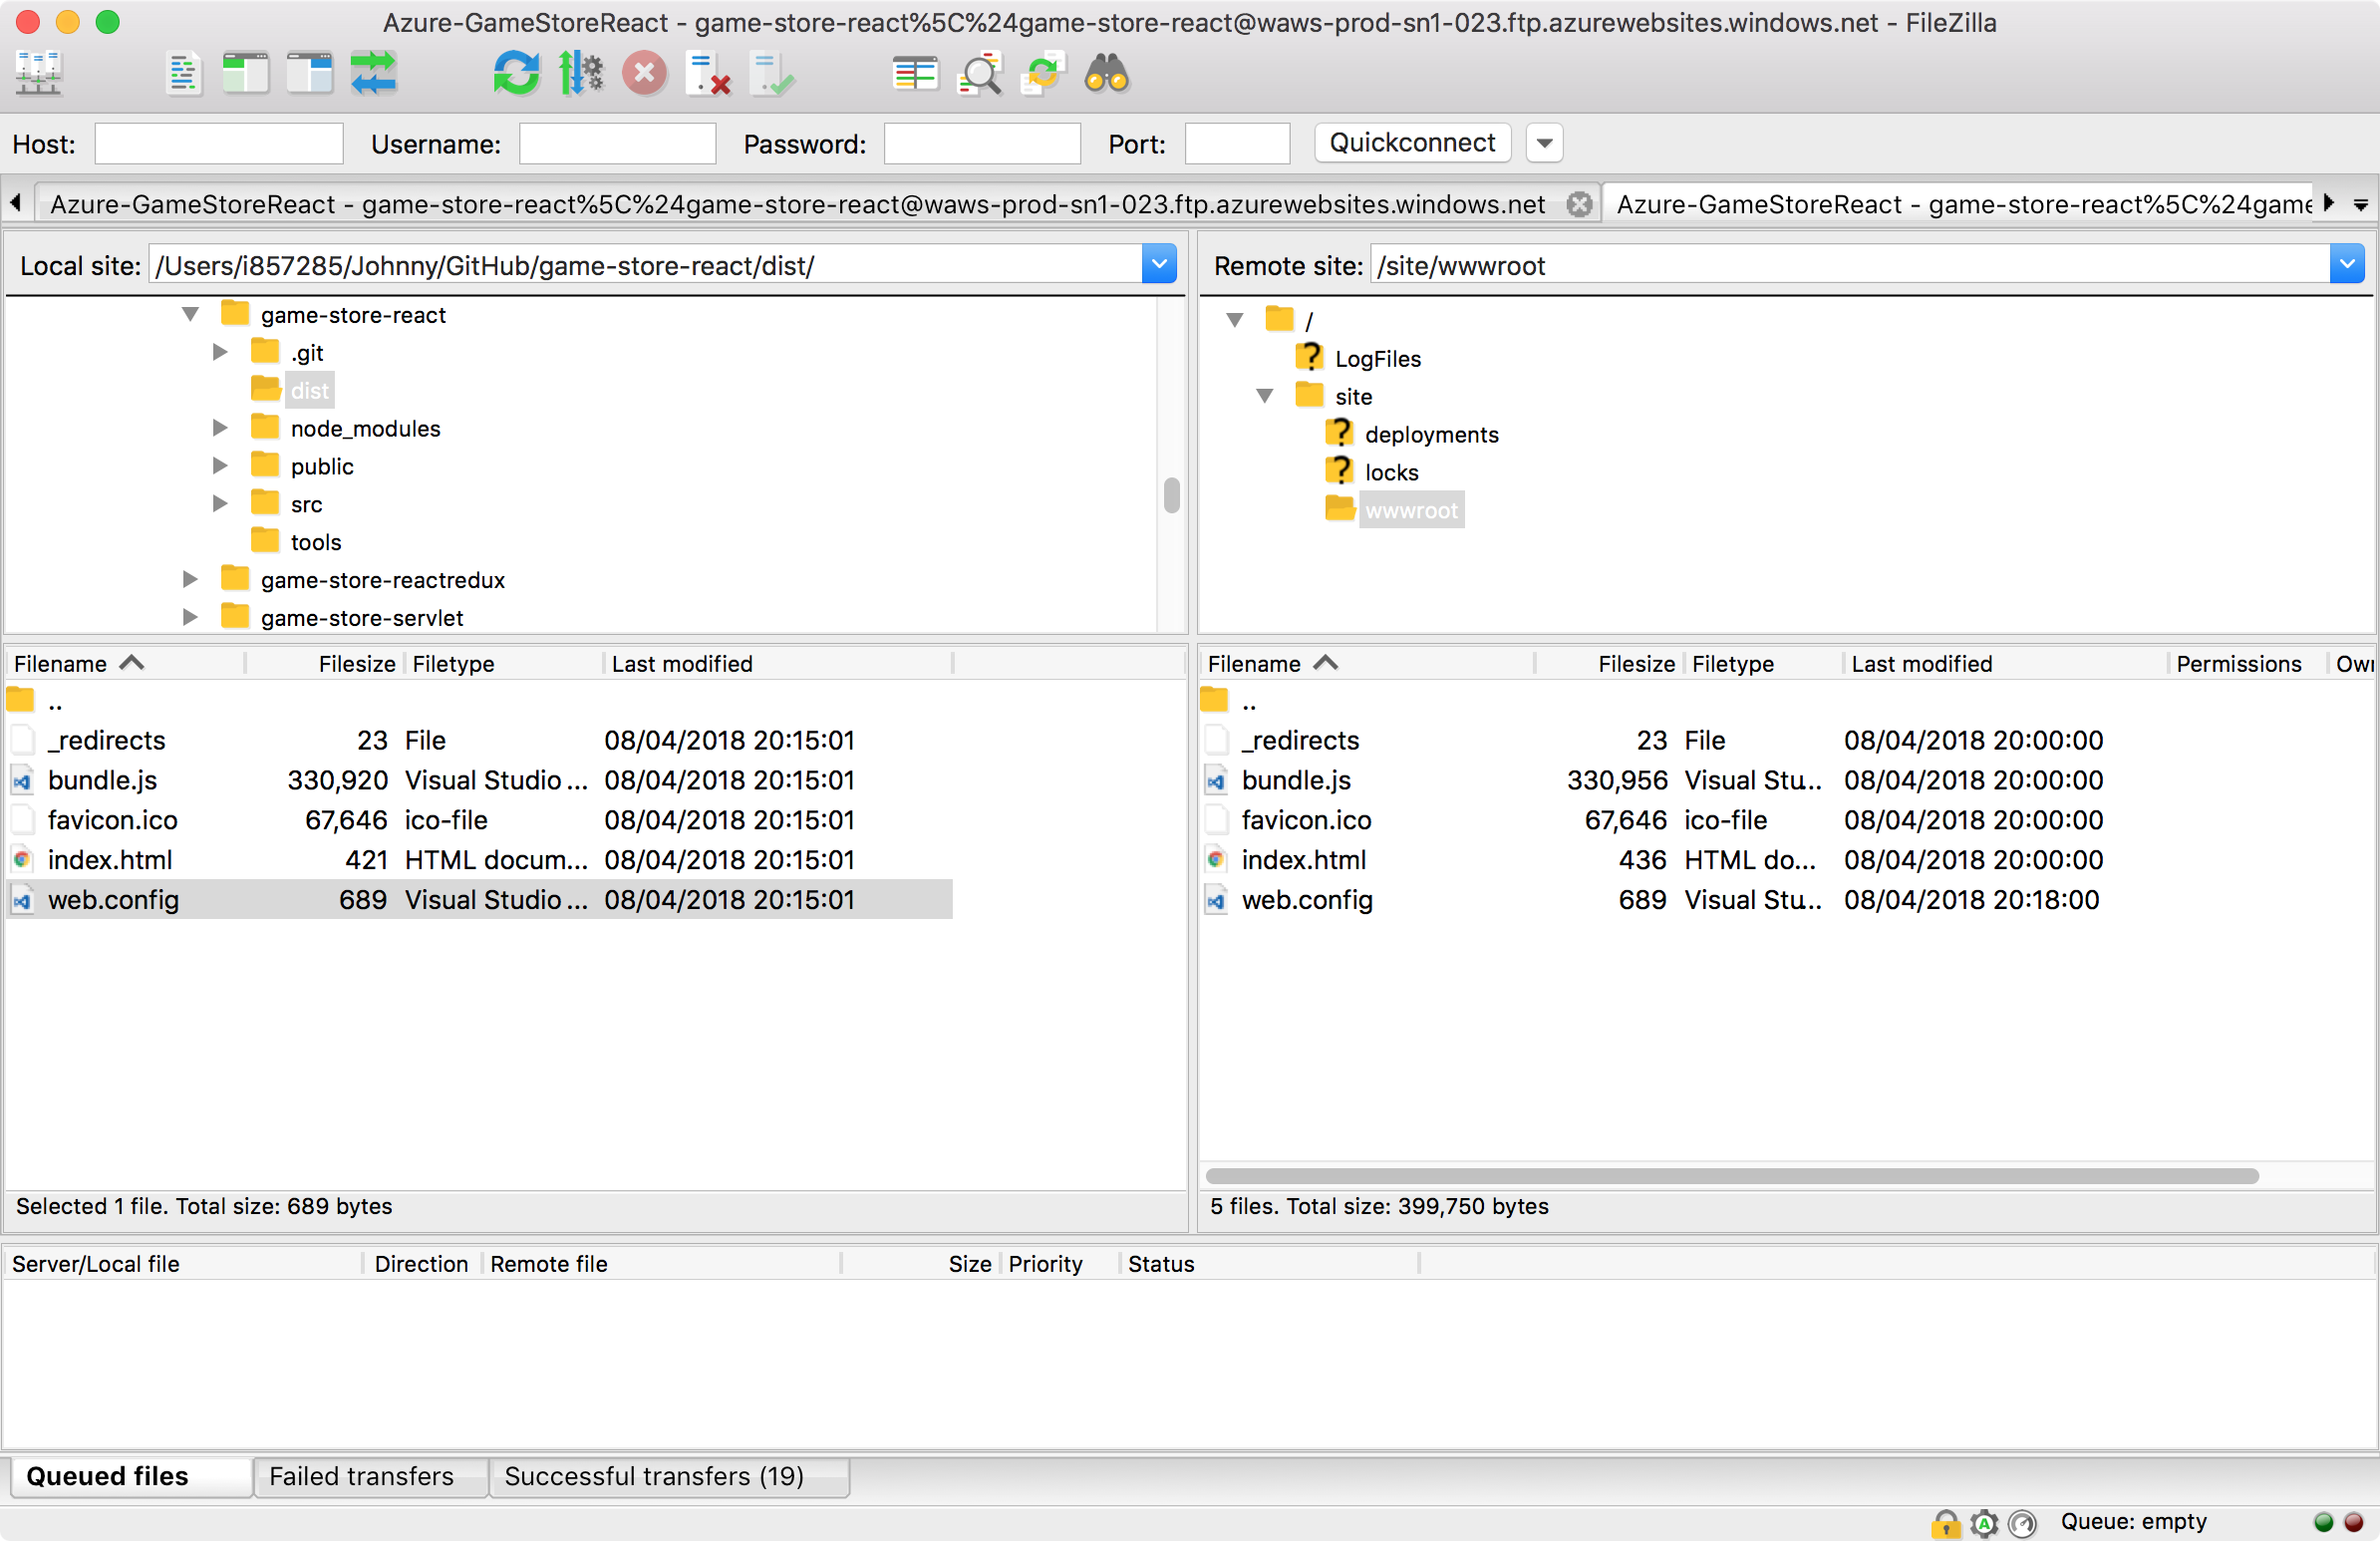 Azure-GameStoreReact - game-store-react%5C%24game-store-react@waws-prod-sn1-023.ftp.azurewebsites.windows.net - FileZilla
Host: Username: Password: Port: Quickconnect
Azure-GameStoreReact - game-store-react%5C%24game-store-react@waws-prod-sn1-023.ftp.azurewebsites.windows.net Azure-GameStoreReact - game-store-react%5C%24game
Local site: /Users/i857285/Johnny/GitHub/game-store-react/dist/
game-store-react
.git
dist
node_modules
public
src
tools
game-store-reactredux
game-store-servlet
Remote site: /site/wwwroot
/
? LogFiles
site
? deployments
? locks
wwwroot
Filename Filesize Filetype Last modified
..
_redirects 23 File 08/04/2018 20:15:01
bundle.js 330,920 Visual Studio ... 08/04/2018 20:15:01
favicon.ico 67,646 ico-file 08/04/2018 20:15:01
index.html 421 HTML docum... 08/04/2018 20:15:01
web.config 689 Visual Studio ... 08/04/2018 20:15:01
Selected 1 file. Total size: 689 bytes
Filename Filesize Filetype Last modified Permissions Own
..
_redirects 23 File 08/04/2018 20:00:00
bundle.js 330,956 Visual Stu... 08/04/2018 20:00:00
favicon.ico 67,646 ico-file 08/04/2018 20:00:00
index.html 436 HTML do... 08/04/2018 20:00:00
web.config 689 Visual Stu... 08/04/2018 20:18:00
5 files. Total size: 399,750 bytes
Server/Local file Direction Remote file Size Priority Status
Queued files Failed transfers Successful transfers (19)
A Queue: empty